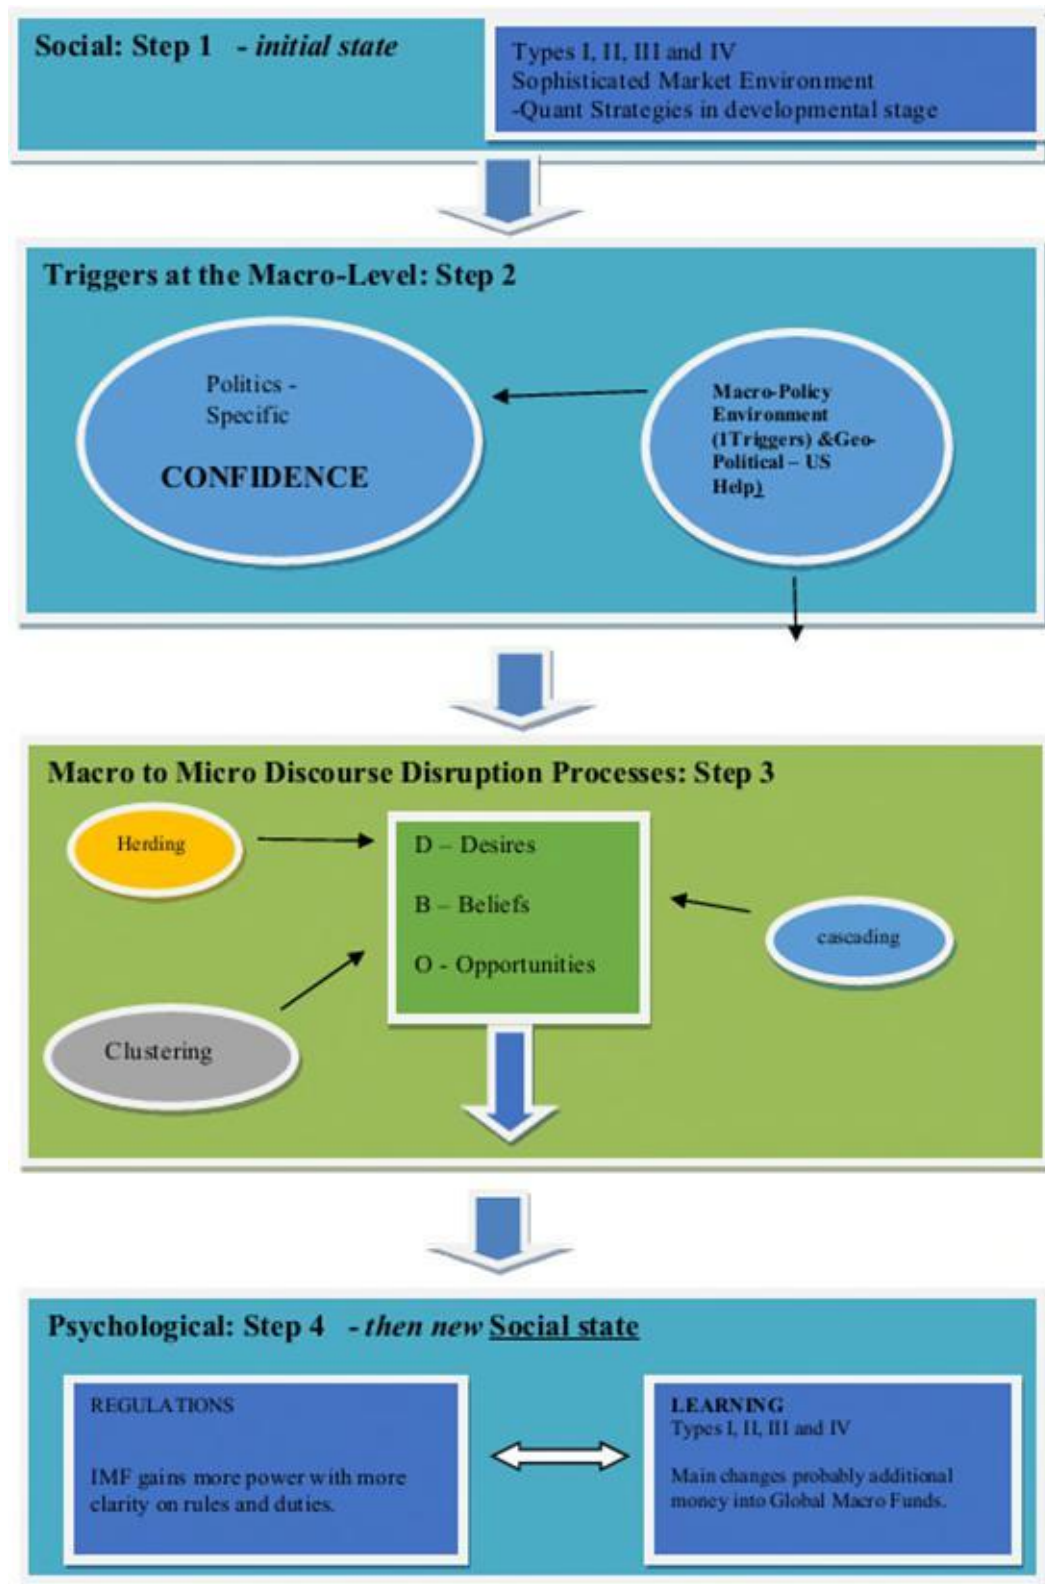 Social: Step 1 - initial state
Types I, II, III and IV
Sophisticated Market Environment
-Quant Strategies in developmental stage
Triggers at the Macro-Level: Step 2
Politics -
Specific
CONFIDENCE
Macro-Policy
Environment
(1Triggers) &Geo-
Political – US
Help)
Macro to Micro Discourse Disruption Processes: Step 3
Herding
D – Desires
B – Beliefs
O - Opportunities
cascading
Clustering
Psychological: Step 4 - then new Social state
REGULATIONS
IMF gains more power with more
clarity on rules and duties.
LEARNING
Types I, II, III and IV
Main changes probably additional
money into Global Macro Funds.